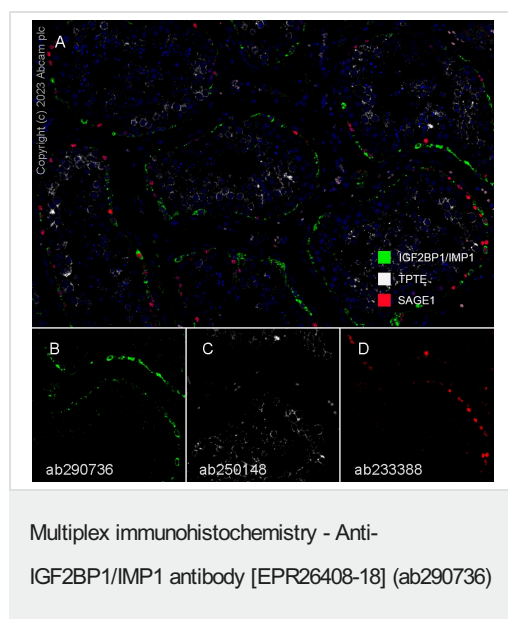 A
Copyright (c) 2023 Abcam plc
IGF2BP1/IMP1
TPTE
SAGE1
B
C
D
ab290736
ab250148
ab233388
Multiplex immunohistochemistry - Anti-
IGF2BP1/IMP1 antibody [EPR26408-18] (ab290736)